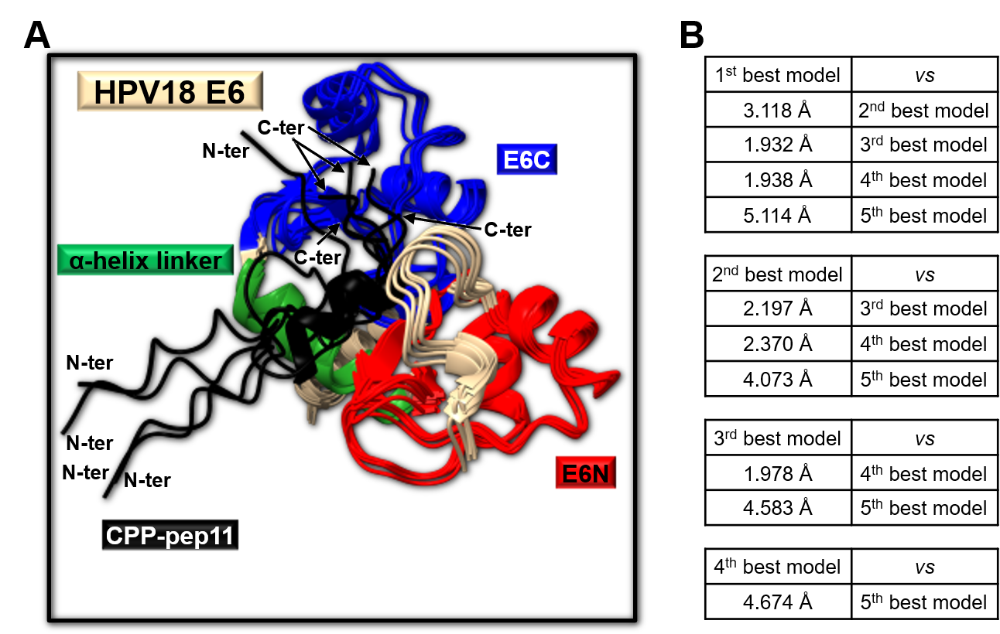 A
HPV18 E6
C-ter
N-ter
E6C
C-ter
C-ter
α-helix linker
N-ter
N-ter
N-ter
N-ter
E6N
CPP-pep11
B
1st best model vs
3.118 Å 2nd best model
1.932 Å 3rd best model
1.938 Å 4th best model
5.114 Å 5th best model
2nd best model vs
2.197 Å 3rd best model
2.370 Å 4th best model
4.073 Å 5th best model
3rd best model vs
1.978 Å 4th best model
4.583 Å 5th best model
4th best model vs
4.674 Å 5th best model